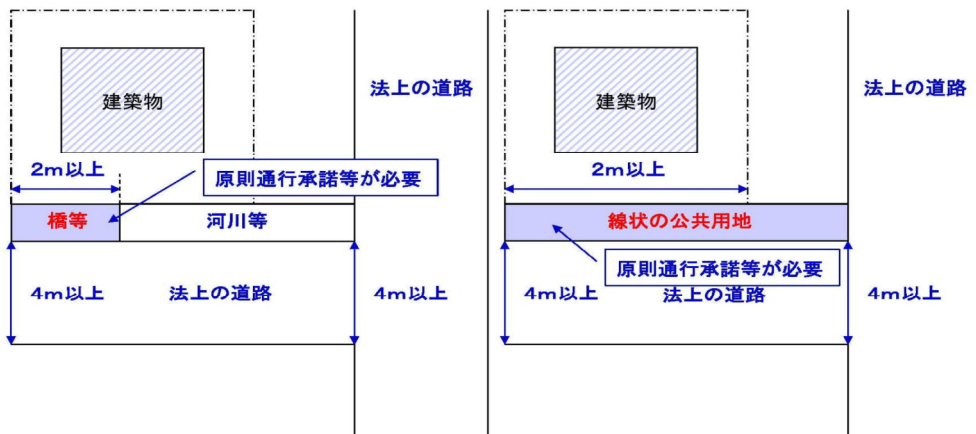 建築物
法上の道路
2m以上
原則通行承諾等が必要
橋等
河川等
4m以上
法上の道路
4m以上
建築物
法上の道路
2m以上
線状の公共用地
原則通行承諾等が必要
4m以上
法上の道路
4m以上